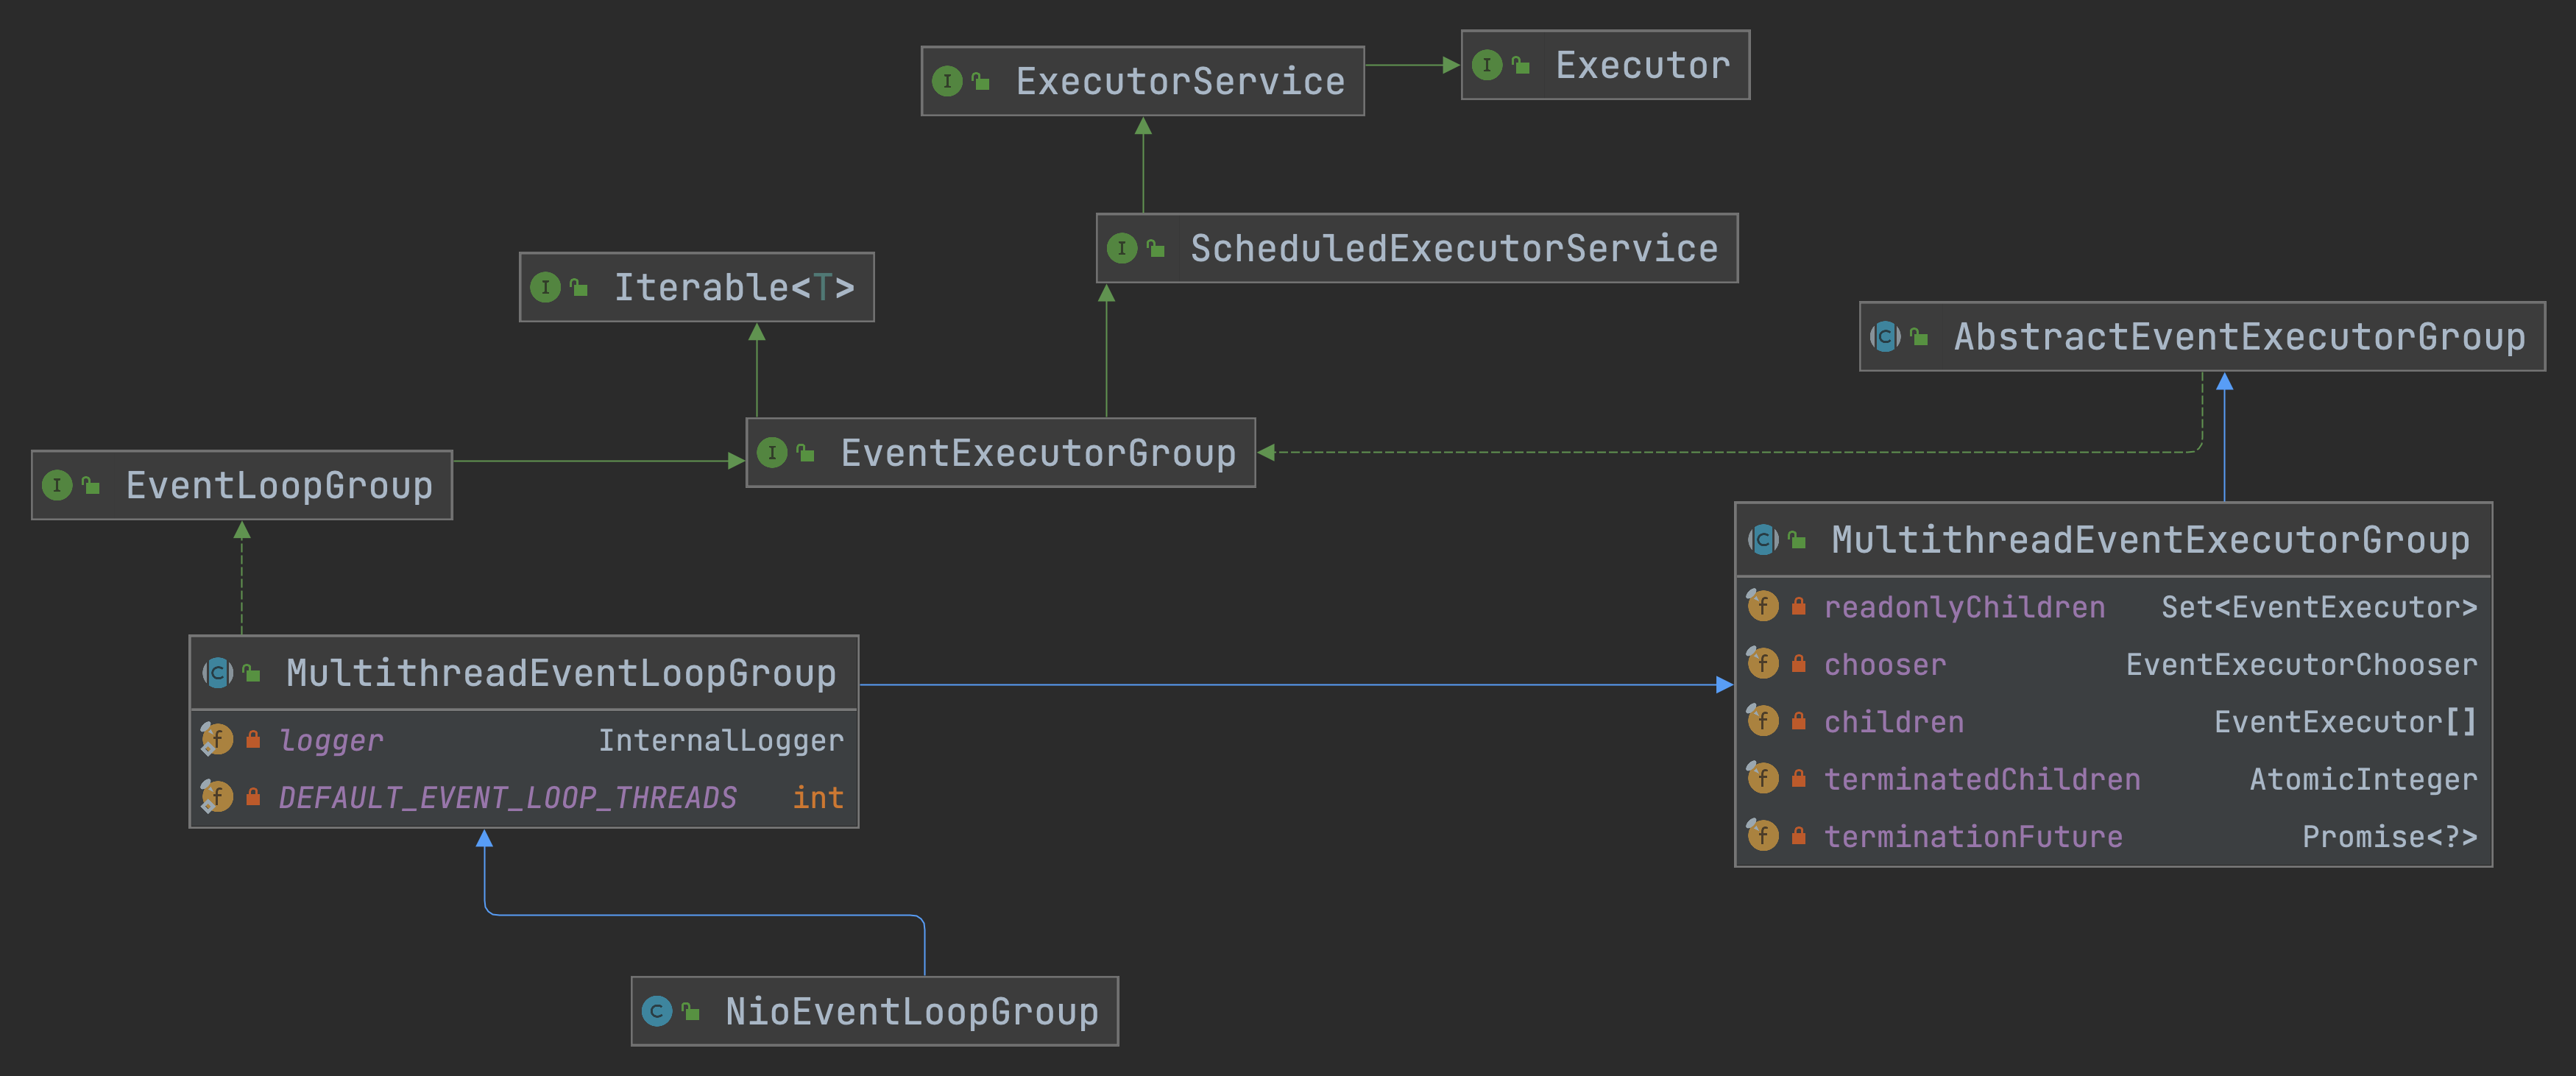 Executor
ExecutorService
ScheduledExecutorService
Iterable<T>
AbstractEventExecutorGroup
EventExecutorGroup
EventLoopGroup
MultithreadEventExecutorGroup
readonlyChildren Set<EventExecutor>
chooser EventExecutorChooser
children EventExecutor[]
terminatedChildren AtomicInteger
terminationFuture Promise<?>
MultithreadEventLoopGroup
logger InternalLogger
DEFAULT_EVENT_LOOP_THREADS int
NioEventLoopGroup